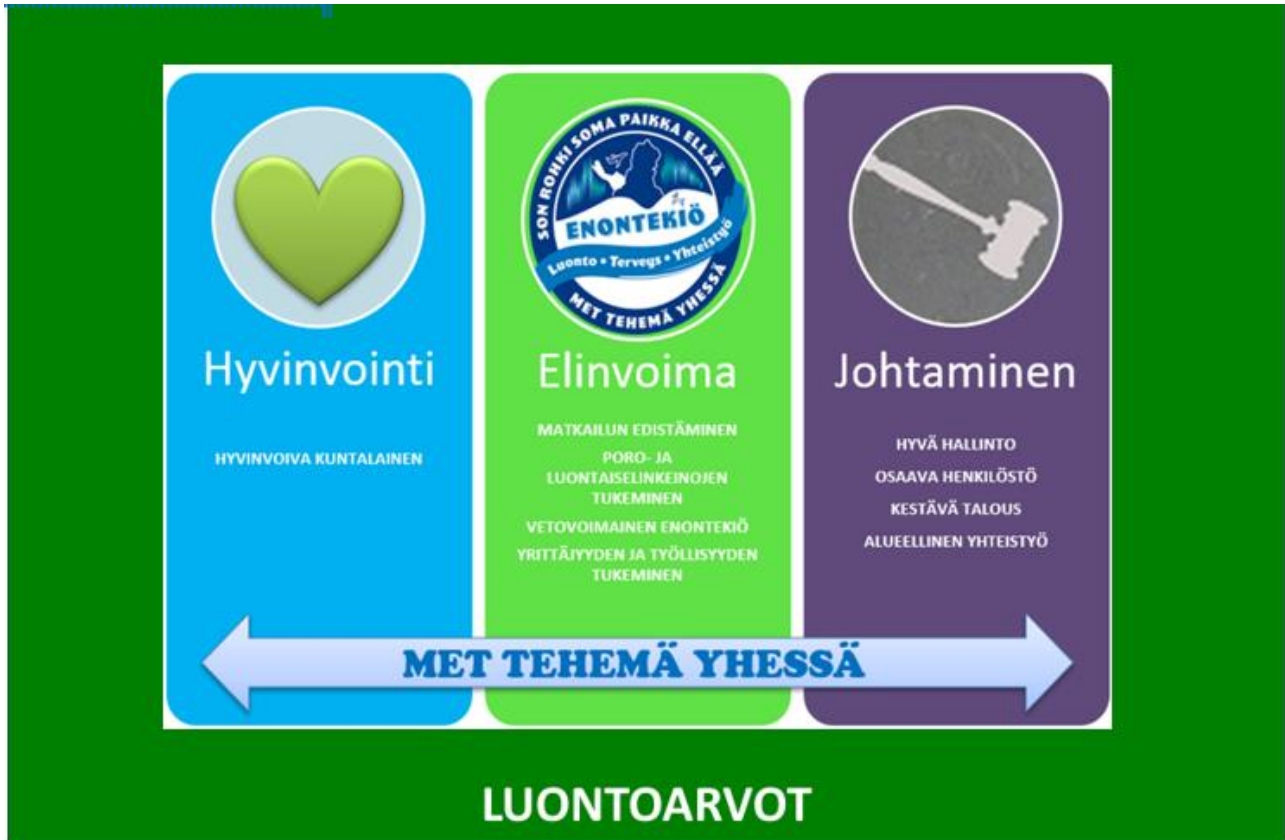 SON ROHKI SOMA PAIKKA ELLÄÄ
ENONTEKIÖ
Luonto • Terveys • Yhteistyö
MET TEHEMÄ YHESSÄ
Hyvinvointi
HYVINVOIVA KUNTALAINEN
Elinvoima
MATKAILUN EDISTÄMINEN
PORO- JA
LUONTAISELINKEINOJEN
TUKEMINEN
VETOVOIMAINEN ENONTEKIÖ
YRITTÄJYYDEN JA TYÖLLISYYDEN
TUKEMINEN
Johtaminen
HYVÄ HALLINTO
OSAAVA HENKILÖSTÖ
KESTÄVÄ TALOUS
ALUEELLINEN YHTEISTYÖ
MET TEHEMÄ YHESSÄ
LUONTOARVOT